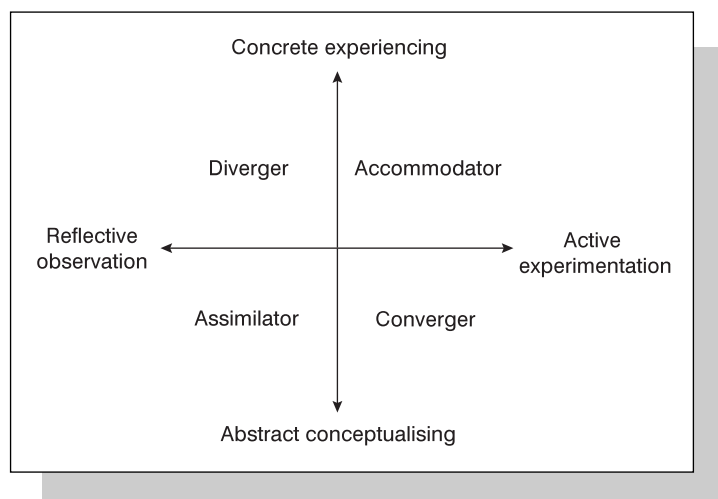 Concrete experiencing
Diverger
Accommodator
Reflective
observation
Active
experimentation
Assimilator
Converger
Abstract conceptualising